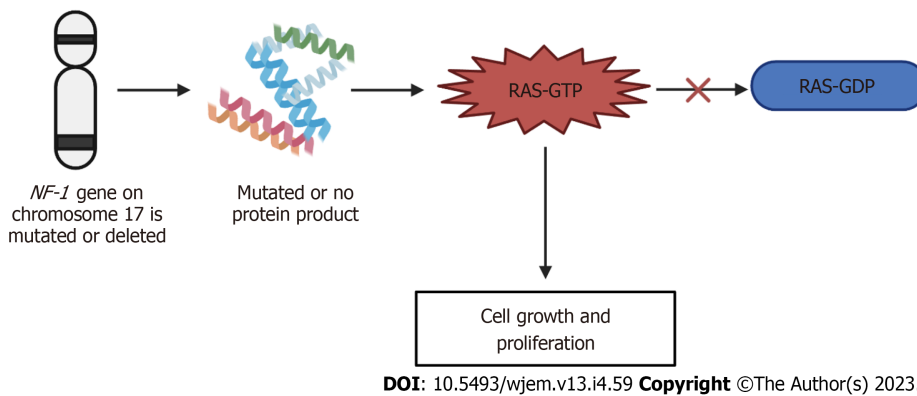 RAS-GTP
RAS-GDP
NF-1 gene on
chromosome 17 is
mutated or deleted
Mutated or no
protein product
Cell growth and
proliferation
DOI: 10.5493/wjem.v13.i4.59 Copyright ©The Author(s) 2023